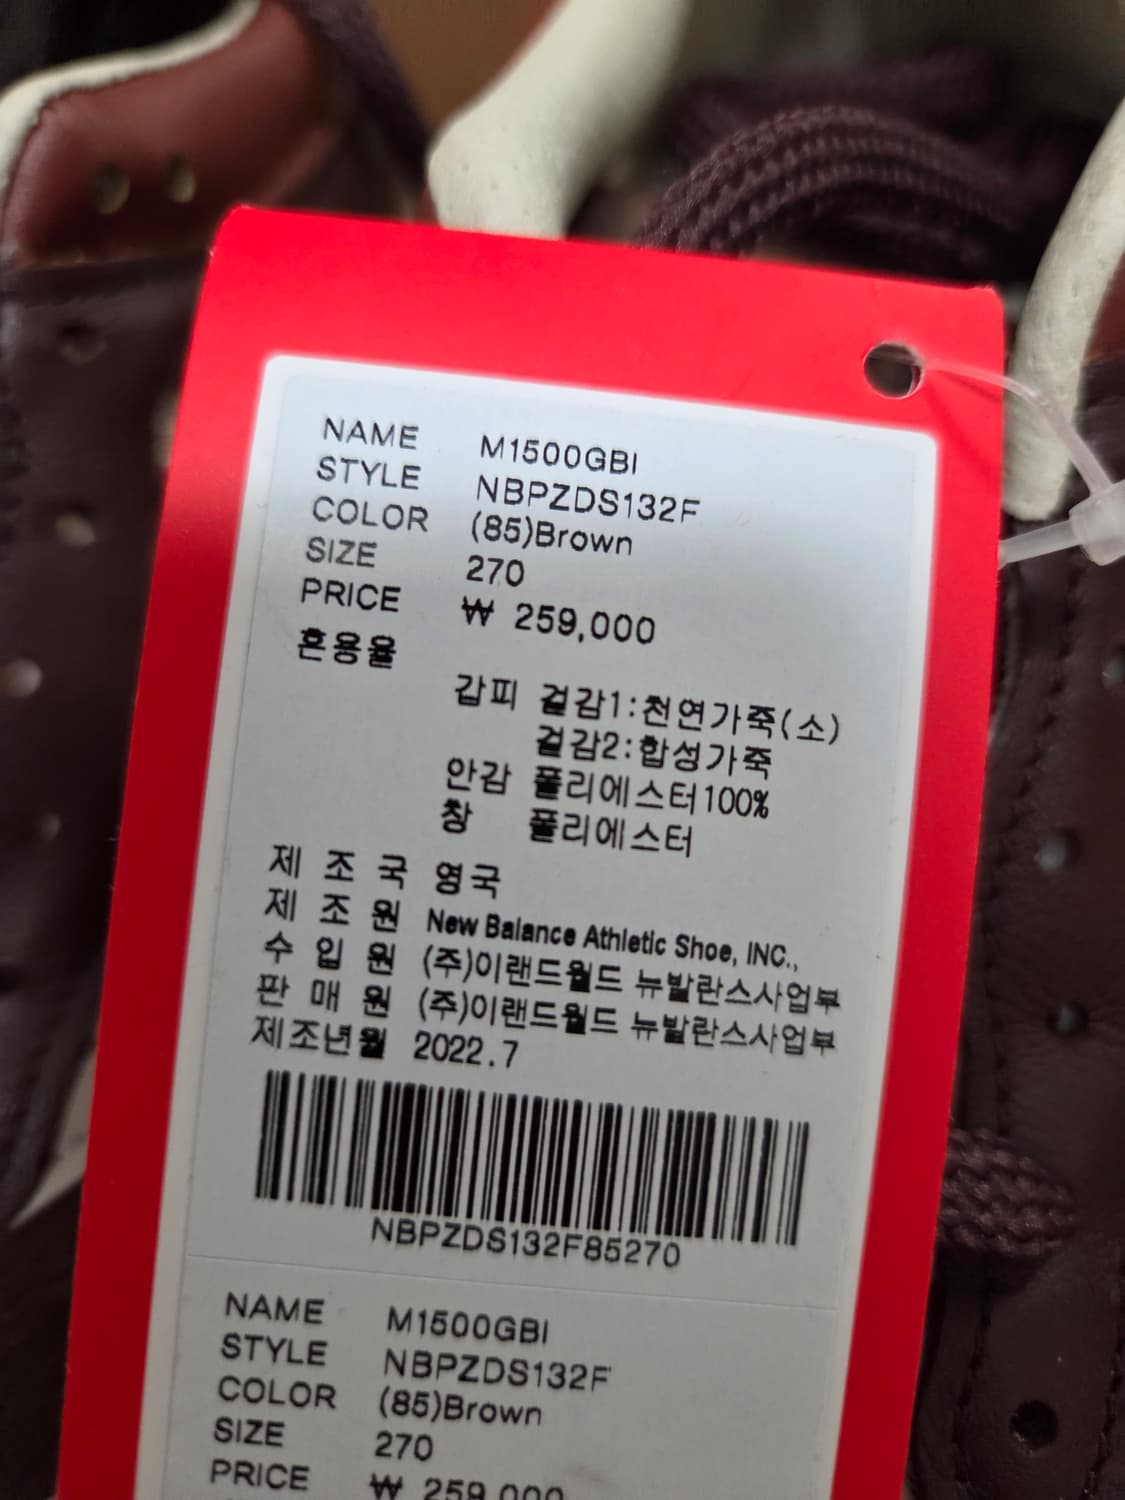 NAME M1500GBI
STYLE NBPZDS132F
COLOR (85)Brown
SIZE 270
PRICE ₩ 259,000
혼용율
갑피 겉감1:천연가죽(소)
겉감2:합성가죽
안감 폴리에스터100%
창 폴리에스터
제 조 국 영국
제 조 원 New Balance Athletic Shoe, INC.,
수 입 원 (주)이랜드월드 뉴발란스사업부
판 매 원 (주)이랜드월드 뉴발란스사업부
제조년월 2022.7
NBPZDS132F85270
NAME M1500GBI
STYLE NBPZDS132F
COLOR (85)Brown
SIZE 270
PRICE ₩ 259,000